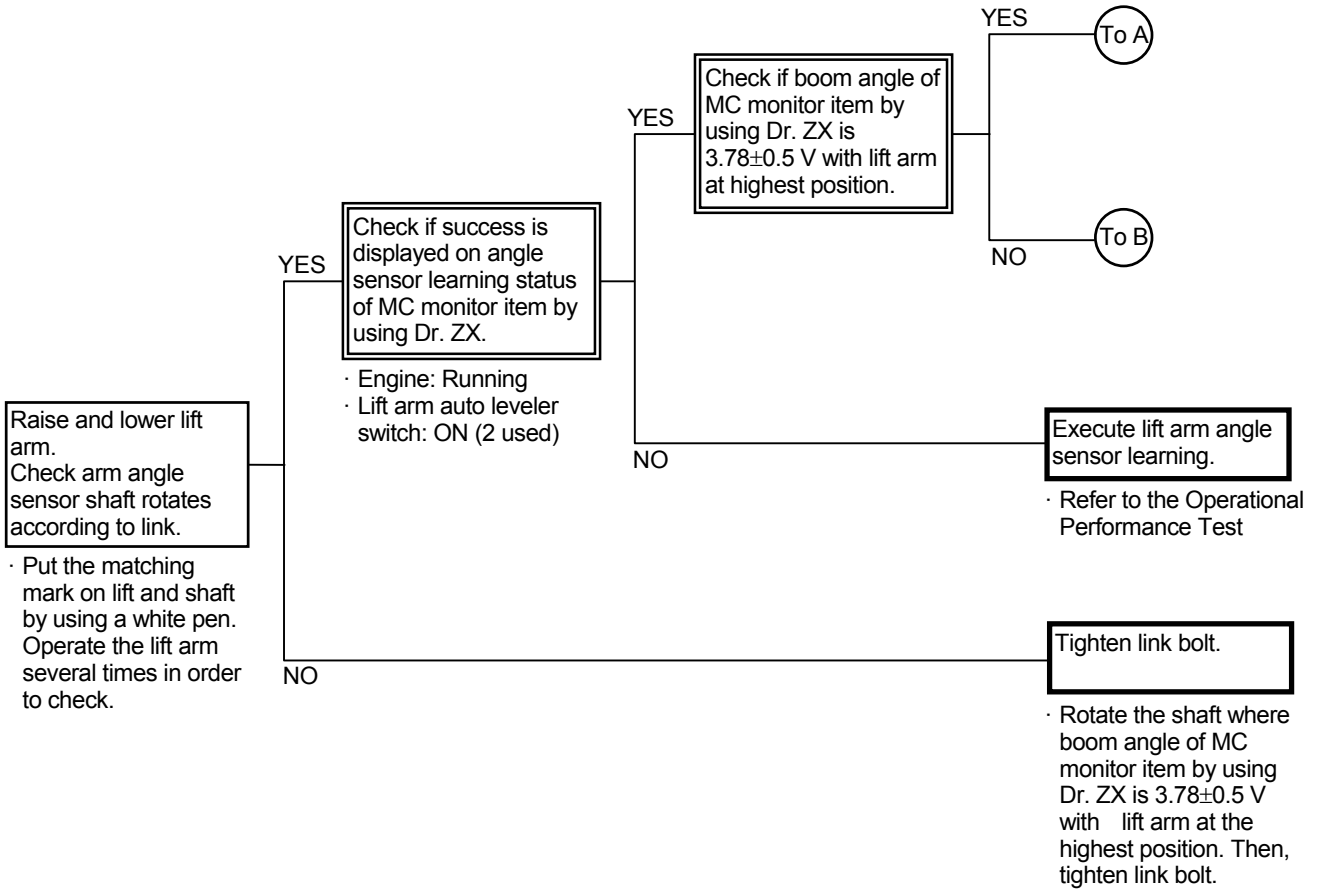 Raise and lower lift
arm.
Check arm angle
sensor shaft rotates
according to link.
· Put the matching
mark on lift and shaft
by using a white pen.
Operate the lift arm
several times in order
to check.
YES
Check if success is
displayed on angle
sensor learning status
of MC monitor item by
using Dr. ZX.
· Engine: Running
· Lift arm auto leveler
switch: ON (2 used)
YES
Check if boom angle of
MC monitor item by
using Dr. ZX is
3.78±0.5 V with lift arm
at highest position.
YES
To A
NO
To B
NO
Execute lift arm angle
sensor learning.
· Refer to the Operational
Performance Test
NO
Tighten link bolt.
· Rotate the shaft where
boom angle of MC
monitor item by using
Dr. ZX is 3.78±0.5 V
with lift arm at the
highest position. Then,
tighten link bolt.